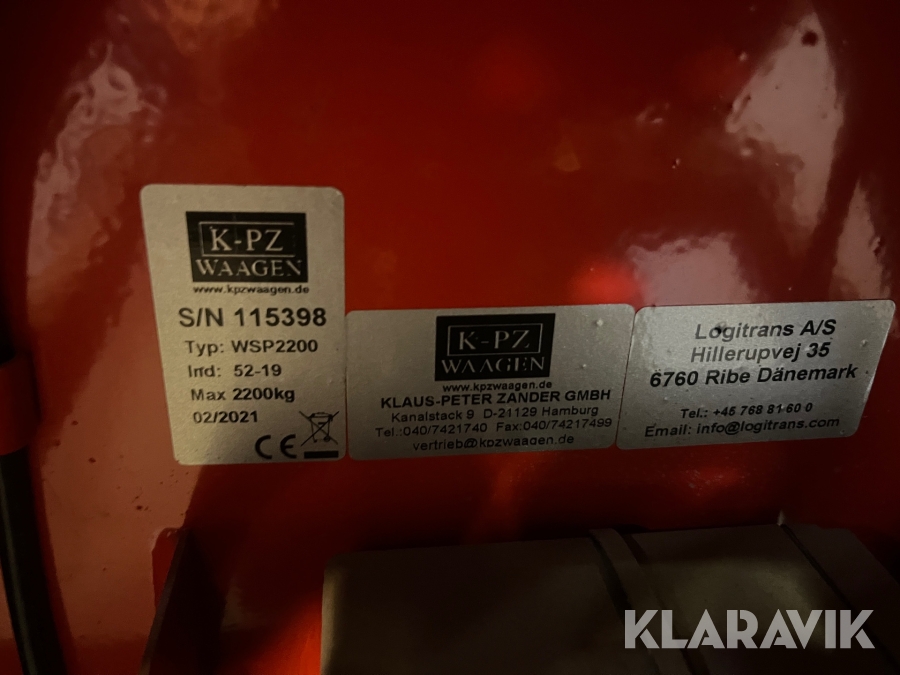 K-PZ
WAAGEN
www.kpzwaagen.de
S/N 115398
Typ: WSP2200
Ind: 52-19
Max 2200kg
02/2021
CE
K-PZ
WAAGEN
www.kpzwaagen.de
KLAUS-PETER ZANDER GMBH
Kanalstack 9 D-21129 Hamburg
Tel.:040/7421740 Fax:040/74217499
vertrieb@kpzwaagen.de
Logitrans A/S
Hillerupvej 35
6760 Ribe Dänemark
Tel.: +45 768 81 60 0
Email: info@logitrans.com
KLARAVIK